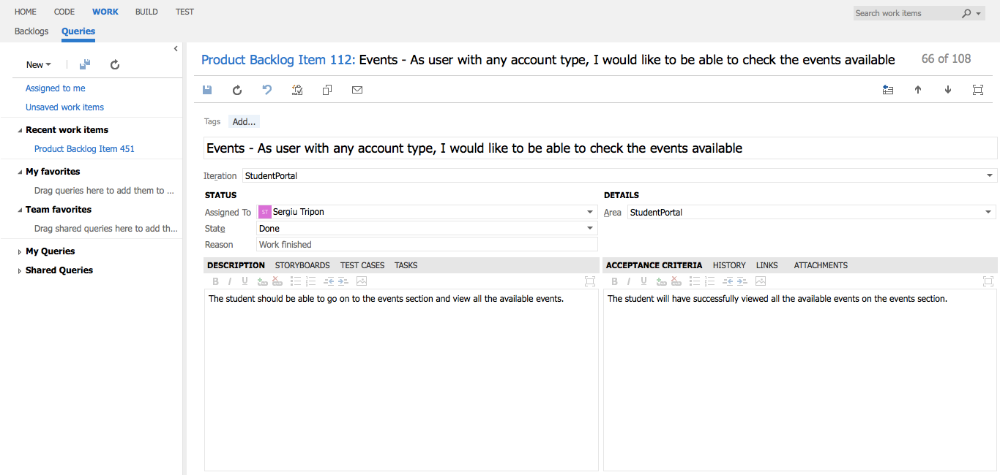 HOME CODE WORK BUILD TEST
Search work items
Backlogs Queries
New
Assigned to me
Unsaved work items
Recent work items
Product Backlog Item 451
My favorites
Drag queries here to add them to ...
Team favorites
Drag shared queries here to add th...
My Queries
Shared Queries
Product Backlog Item 112: Events - As user with any account type, I would like to be able to check the events available 66 of 108
Tags Add...
Events - As user with any account type, I would like to be able to check the events available
Iteration StudentPortal
STATUS
Assigned To ST Sergiu Tripon
State Done
Reason Work finished
DETAILS
Area StudentPortal
DESCRIPTION STORYBOARDS TEST CASES TASKS
B I U
The student should be able to go on to the events section and view all the available events.
ACCEPTANCE CRITERIA HISTORY LINKS ATTACHMENTS
B I U
The student will have successfully viewed all the available events on the events section.